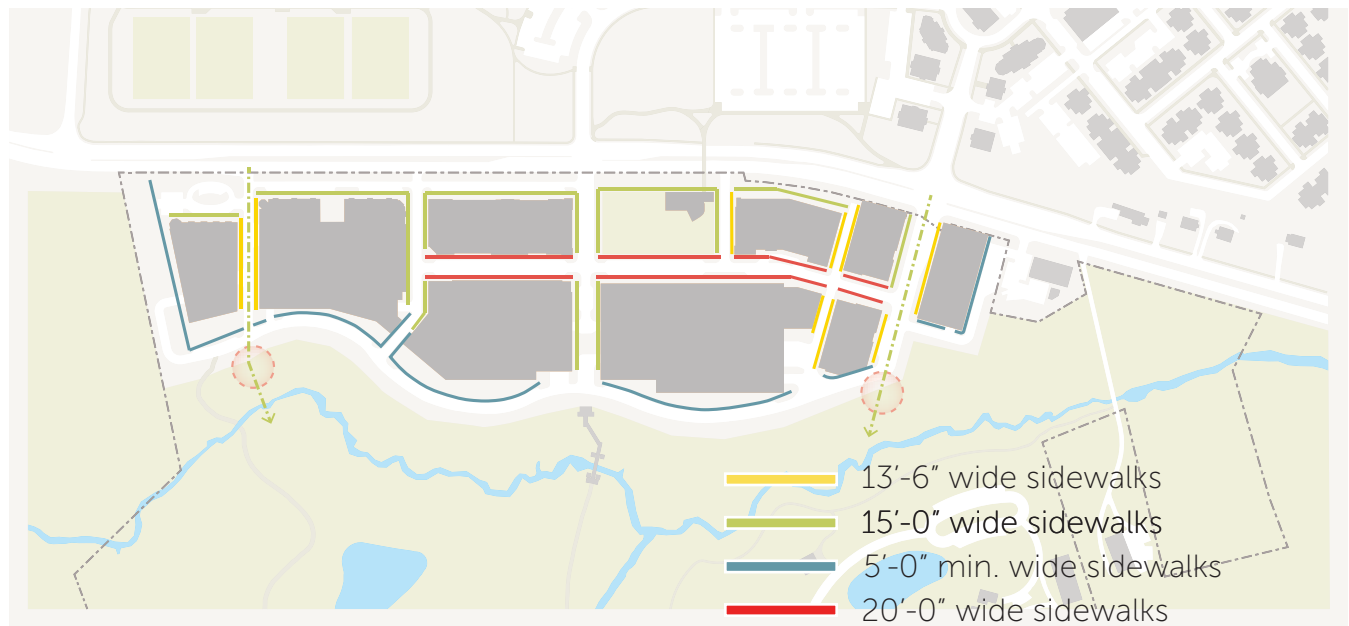 13’-6” wide sidewalks
15’-0” wide sidewalks
5’-0” min. wide sidewalks
20’-0” wide sidewalks